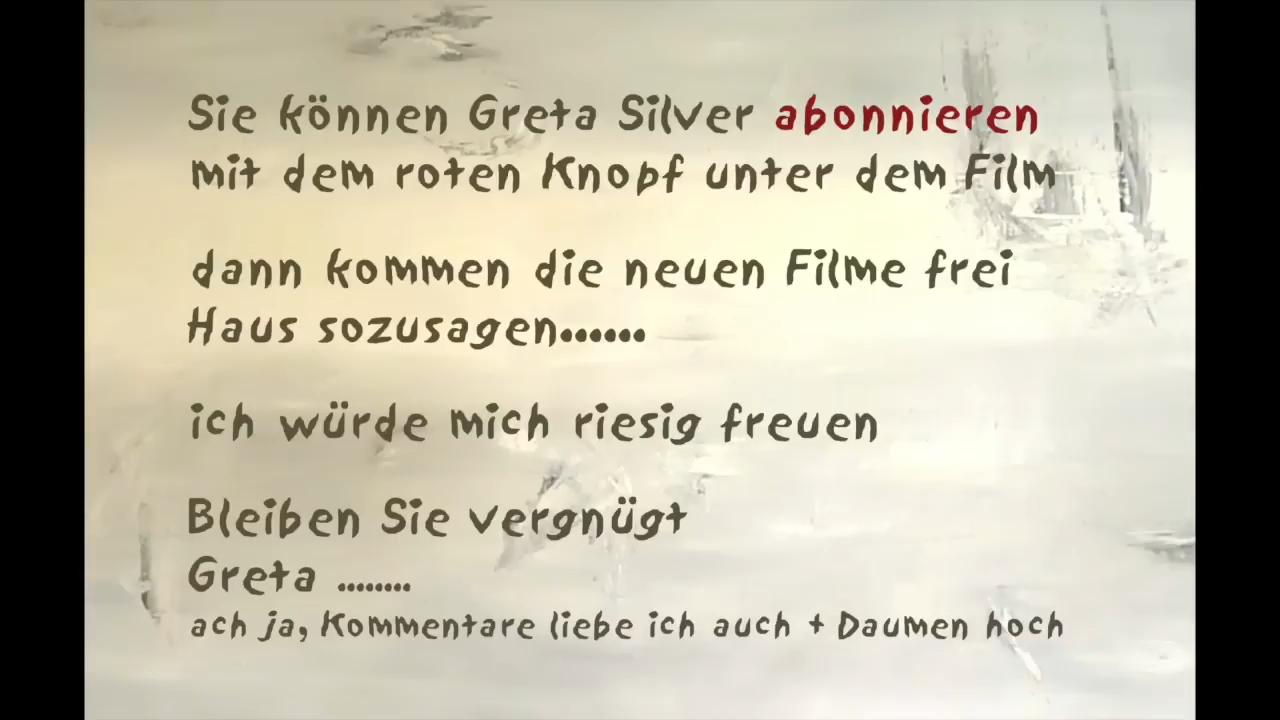 Sie können Greta Silver abonnieren
mit dem roten Knopf unter dem Film
dann kommen die neuen Filme frei
Haus sozusagen......
ich würde mich riesig freuen
Bleiben Sie vergnügt
Greta ........
ach ja, Kommentare liebe ich auch + Daumen hoch